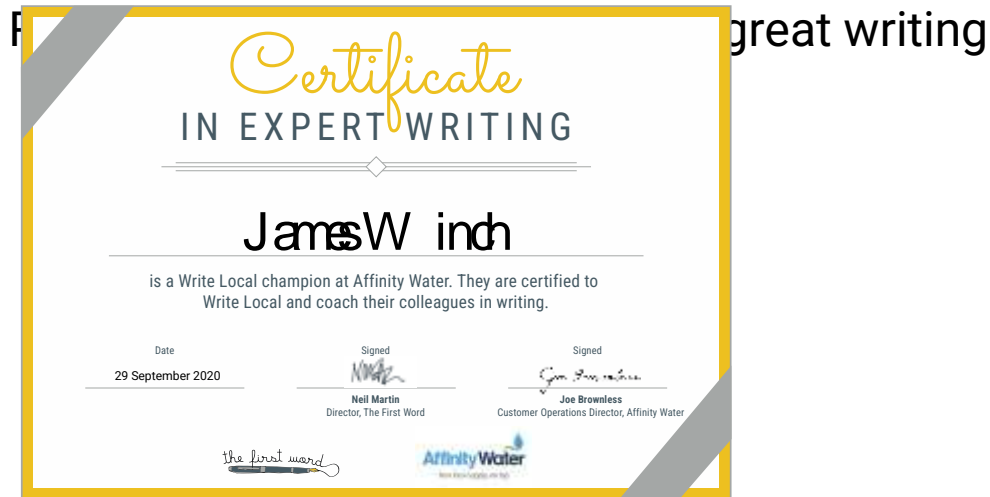 great writing
Certificate
IN EXPERT WRITING
James Winch
is a Write Local champion at Affinity Water. They are certified to
Write Local and coach their colleagues in writing.
Date
Signed
Signed
29 September 2020
Neil Martin
Joe Brownless
Director, The First Word
Customer Operations Director, Affinity Water
the first word
Affinity Water